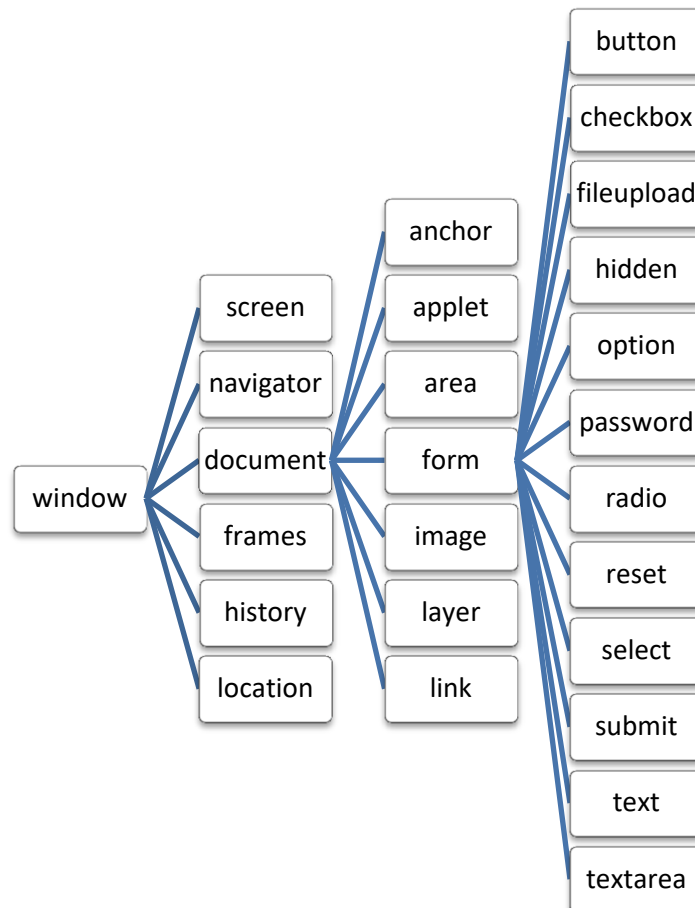 window
screen
navigator
document
frames
history
location
anchor
applet
area
form
image
layer
link
button
checkbox
fileupload
hidden
option
password
radio
reset
select
submit
text
textarea